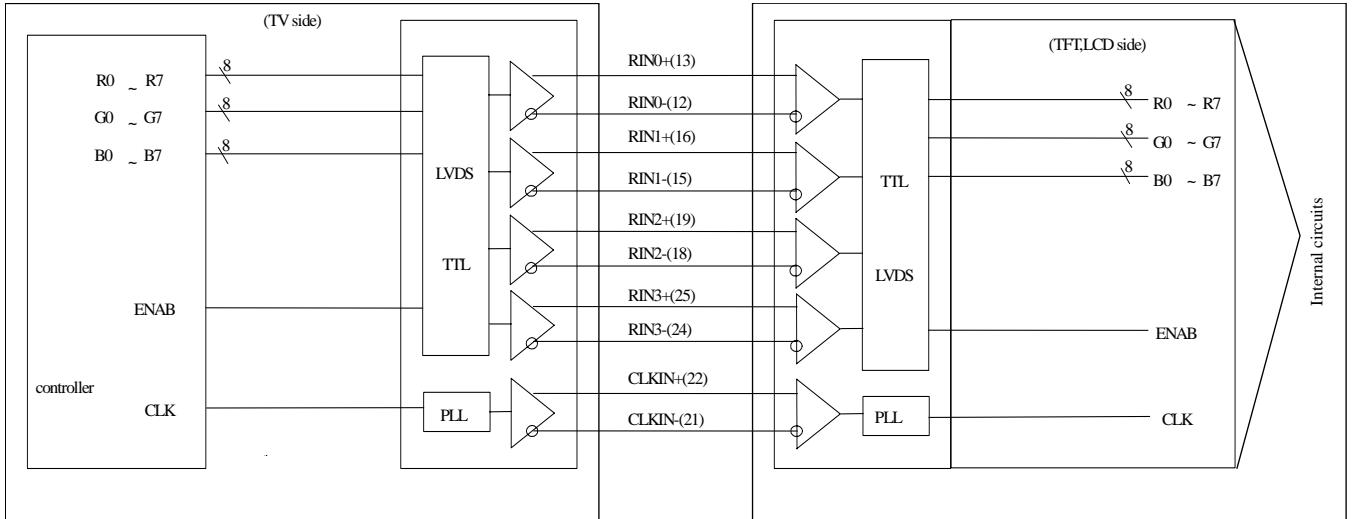 (TV side)
controller
R0 ~ R7
8
G0 ~ G7
8
B0 ~ B7
8
ENAB
CLK
LVDS
TTL
PLL
RIN0+(13)
RIN0-(12)
RIN1+(16)
RIN1-(15)
RIN2+(19)
RIN2-(18)
RIN3+(25)
RIN3-(24)
CLKIN+(22)
CLKIN-(21)
TTL
LVDS
PLL
(TFT,LCD side)
8
R0 ~ R7
8
G0 ~ G7
8
B0 ~ B7
ENAB
CLK
Internal circuits